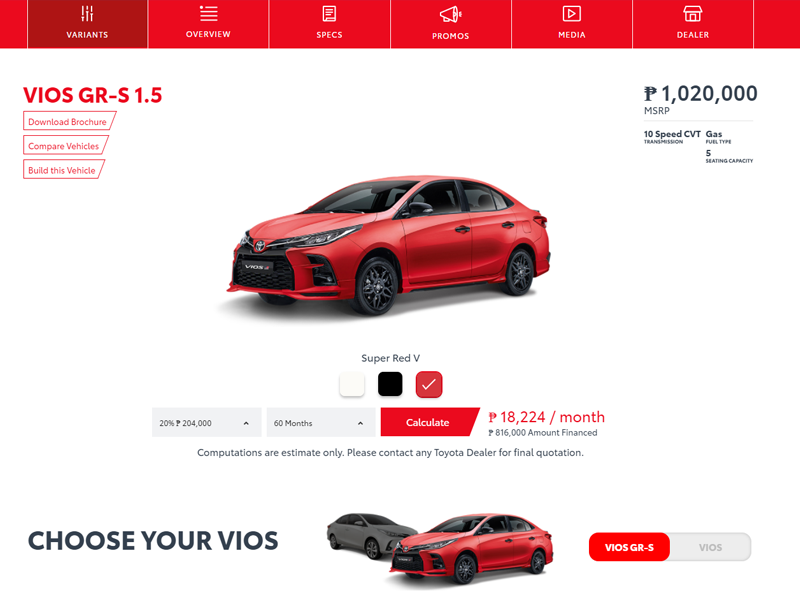 VARIANTS
OVERVIEW
SPECS
PROMOS
MEDIA
DEALER
VIOS GR-S 1.5
Download Brochure
Compare Vehicles
Build this Vehicle
₱ 1,020,000
MSRP
10 Speed CVT
TRANSMISSION
Gas
FUEL TYPE
5
SEATING CAPACITY
VIOS
Super Red V
20% ₱ 204,000
60 Months
Calculate
₱ 18,224 / month
₱ 816,000 Amount Financed
Computations are estimate only. Please contact any Toyota Dealer for final quotation.
CHOOSE YOUR VIOS
VIOS GR-S
VIOS